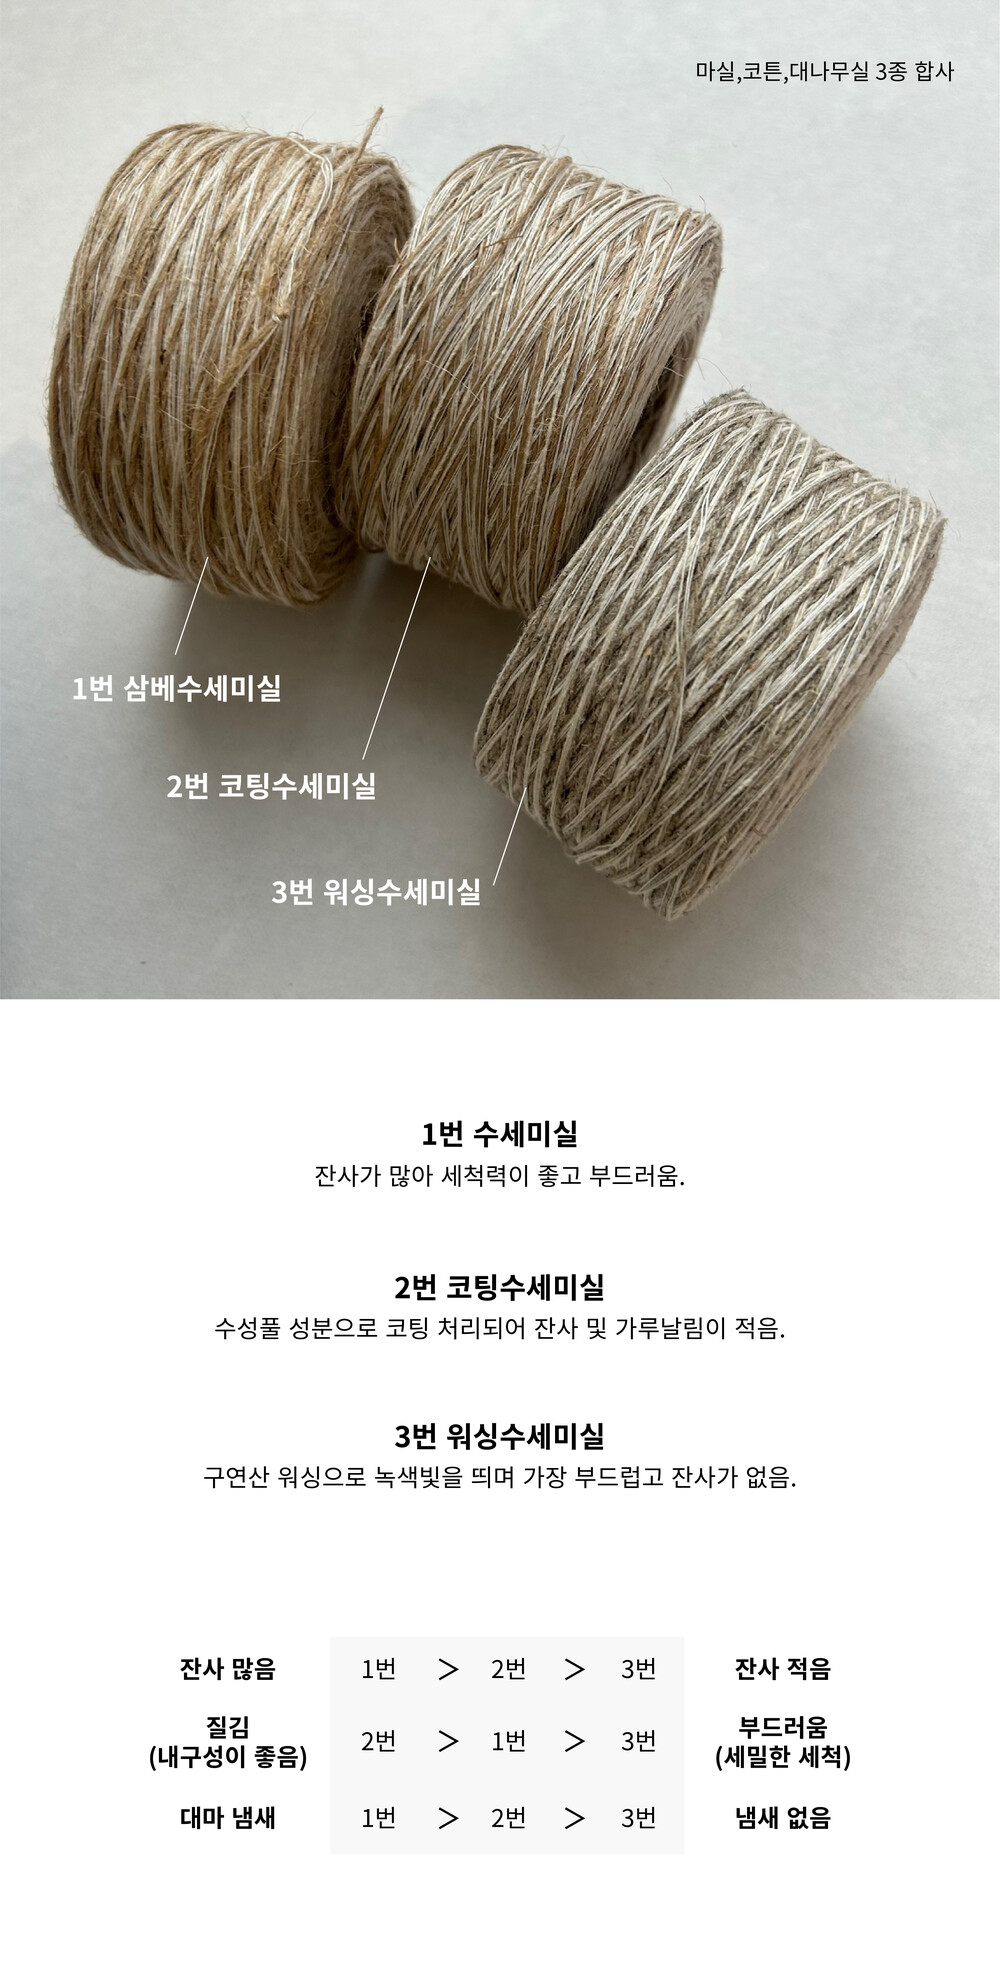 마실,코튼,대나무실 3종 합사
1번 삼베수세미실
2번 코팅수세미실
3번 워싱수세미실
1번 수세미실
잔사가 많아 세척력이 좋고 부드러움.
2번 코팅수세미실
수성풀 성분으로 코팅 처리되어 잔사 및 가루날림이 적음.
3번 워싱수세미실
구연산 워싱으로 녹색빛을 띄며 가장 부드럽고 잔사가 없음.
잔사 많음 1번 > 2번 > 3번 잔사 적음
질김 부드러움
(내구성이 좋음) 2번 > 1번 > 3번 (세밀한 세척)
대마 냄새 1번 > 2번 > 3번 냄새 없음